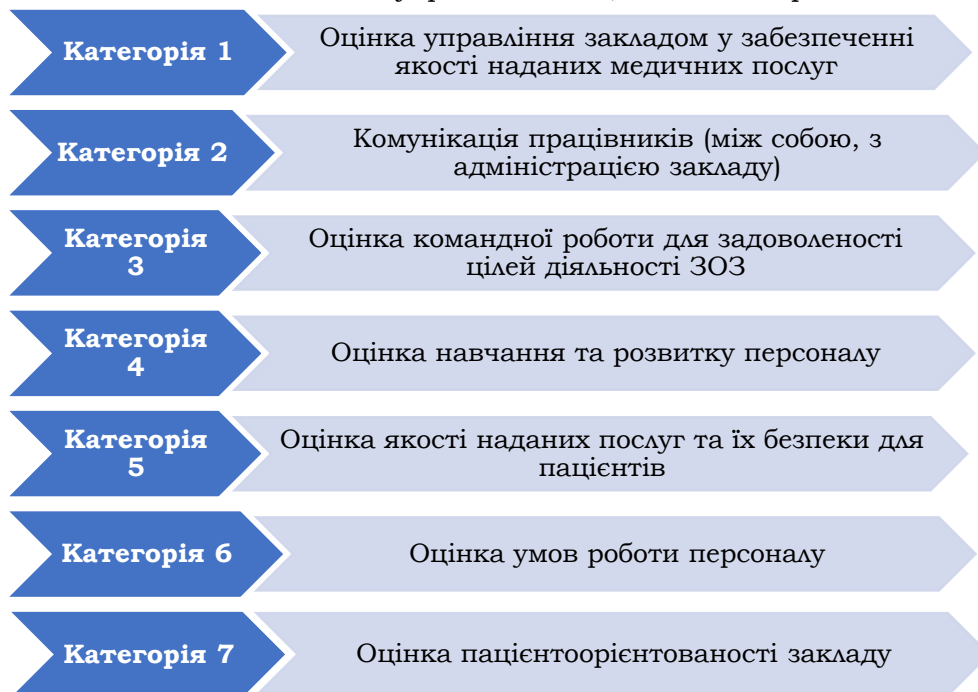 Категорія 1
Оцінка управління закладом у забезпеченні
якості наданих медичних послуг
Категорія 2
Комунікація працівників (між собою, з
адміністрацією закладу)
Категорія
3
Оцінка командної роботи для задоволеності
цілей діяльності ЗОЗ
Категорія
4
Оцінка навчання та розвитку персоналу
Категорія
5
Оцінка якості наданих послуг та їх безпеки для
пацієнтів
Категорія 6
Оцінка умов роботи персоналу
Категорія 7
Оцінка пацієнтоорієнтованості закладу